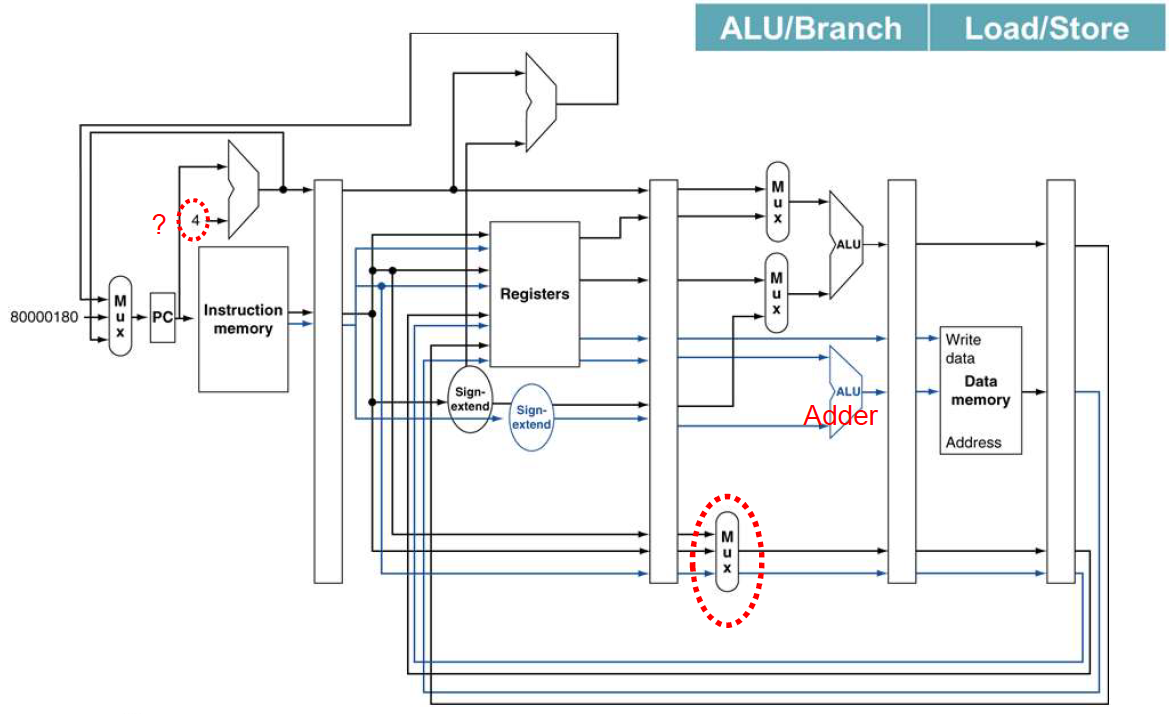 ALU/Branch
Load/Store
?
4
80000180
M
u
x
PC
Instruction
memory
Registers
Sign-
extend
Sign-
extend
M
u
x
M
u
x
ALU
ALU
Adder
Write
data
Data
memory
Address
M
u
x